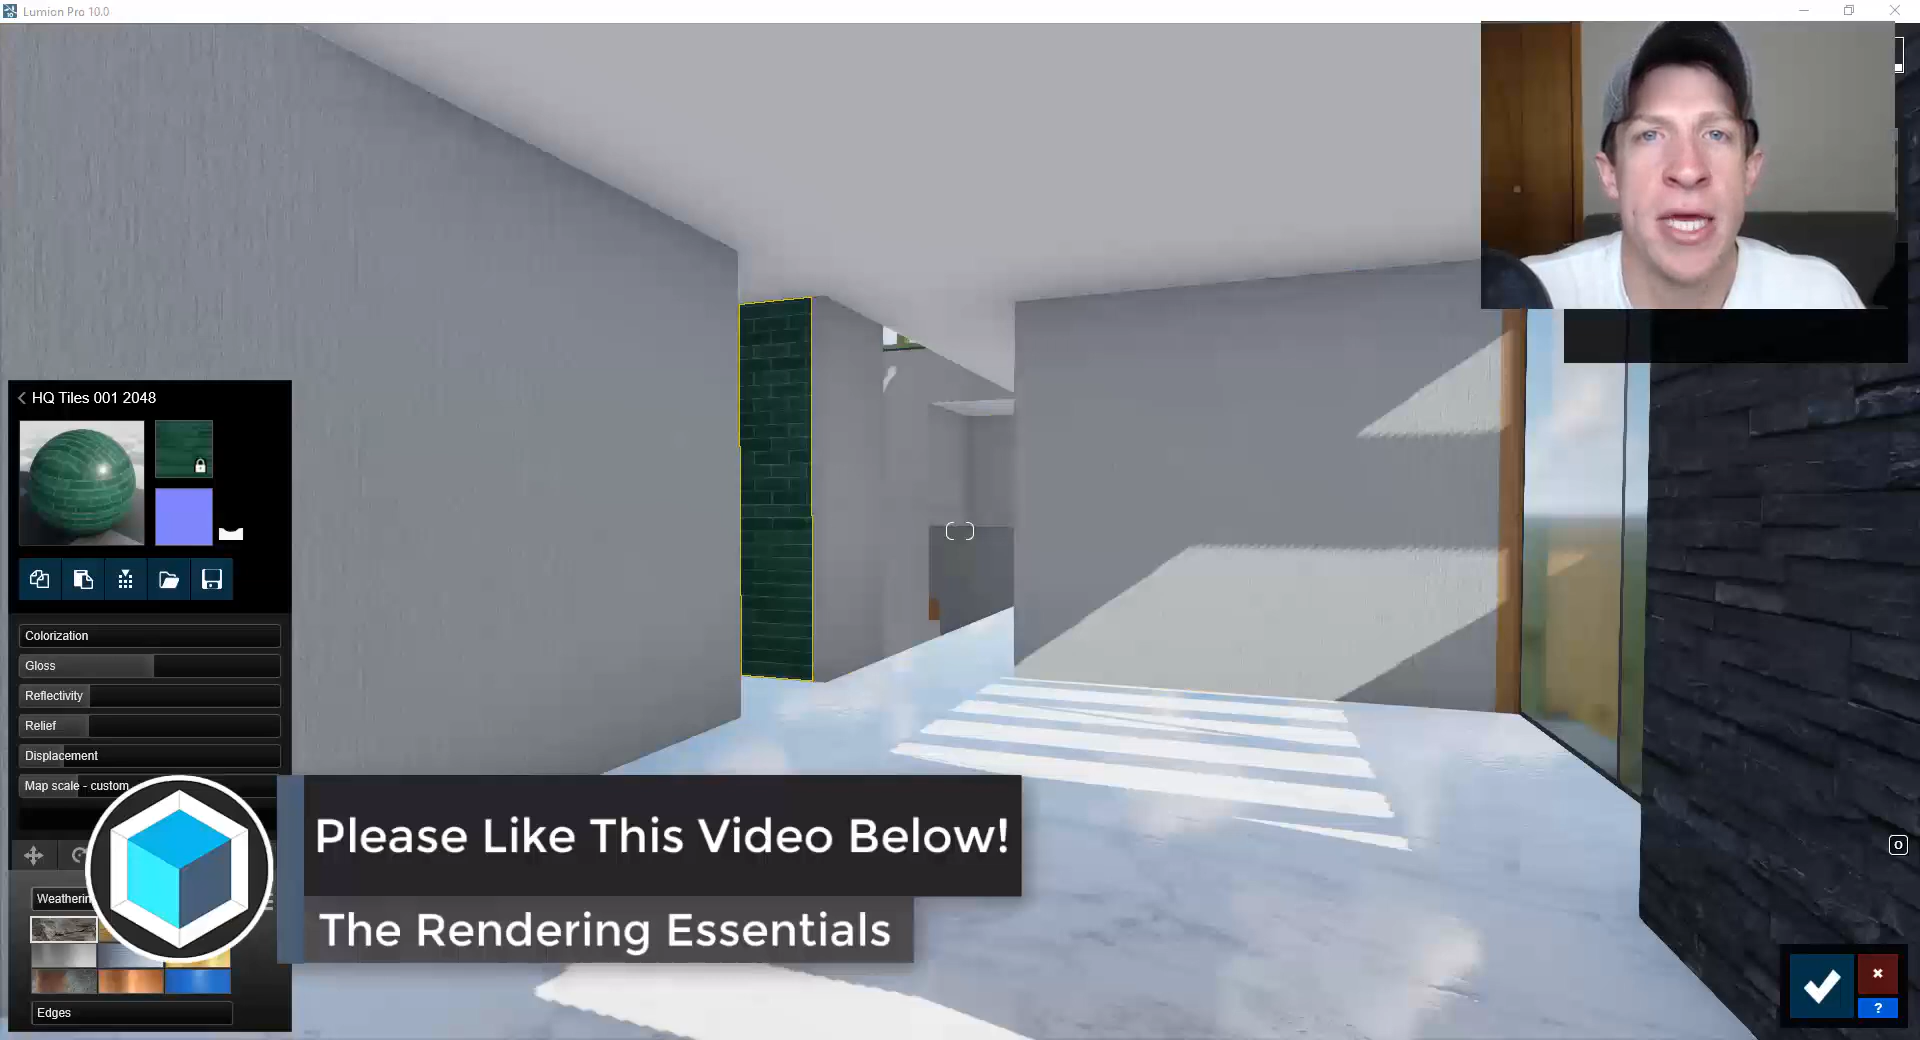 Lumion Pro 10.0
HQ Tiles 001 2048
Colorization
Gloss
Reflectivity
Relief
Displacement
Map scale - custom
Please Like This Video Below!
The Rendering Essentials
Weatherin
Edges
O
?